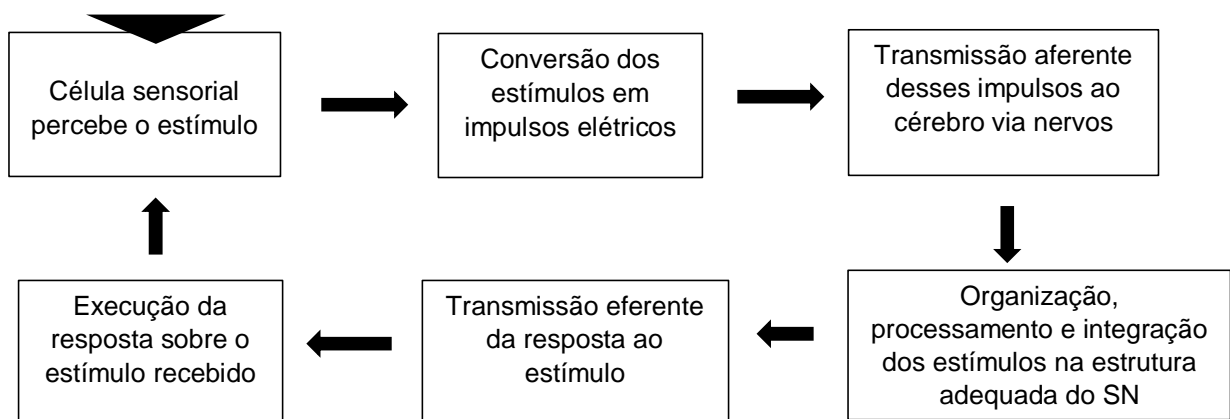 Célula sensorial
percebe o estímulo
Conversão dos
estímulos em
impulsos elétricos
Transmissão aferente
desses impulsos ao
cérebro via nervos
Organização,
processamento e integração
dos estímulos na estrutura
adequada do SN
Transmissão eferente
da resposta ao
estímulo
Execução da
resposta sobre o
estímulo recebido